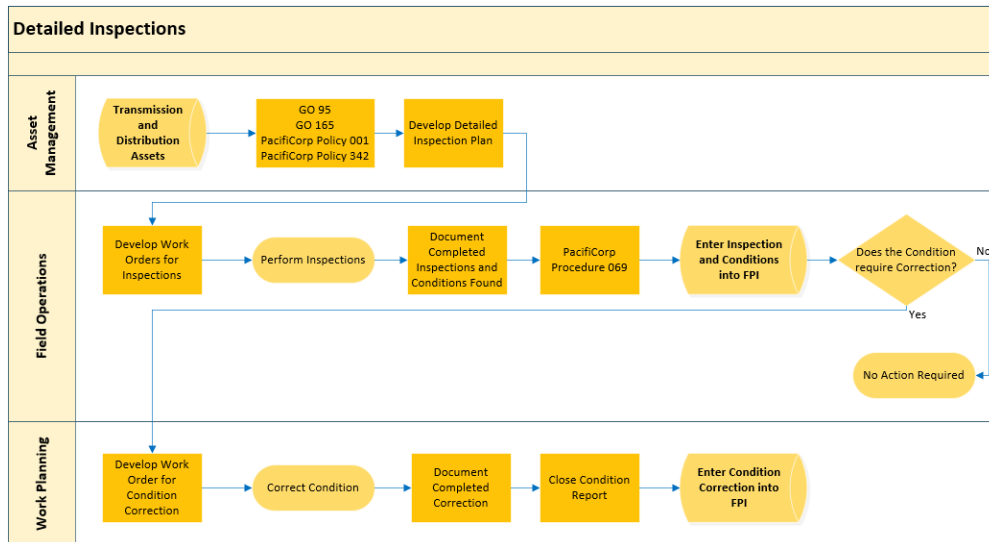 Detailed Inspections
Asset
Management
Transmission
and
Distribution
Assets
GO 95
GO 165
PacifiCorp Policy 001
PacifiCorp Policy 342
Develop Detailed
Inspection Plan
Field Operations
Develop Work
Orders for
Inspections
Perform Inspections
Document
Completed
Inspections and
Conditions Found
PacifiCorp
Procedure 069
Enter Inspection
and Conditions
into FPI
Does the Condition
require Correction?
No
Yes
No Action Required
Work Planning
Develop Work
Order for
Condition
Correction
Correct Condition
Document
Completed
Correction
Close Condition
Report
Enter Condition
Correction into
FPI